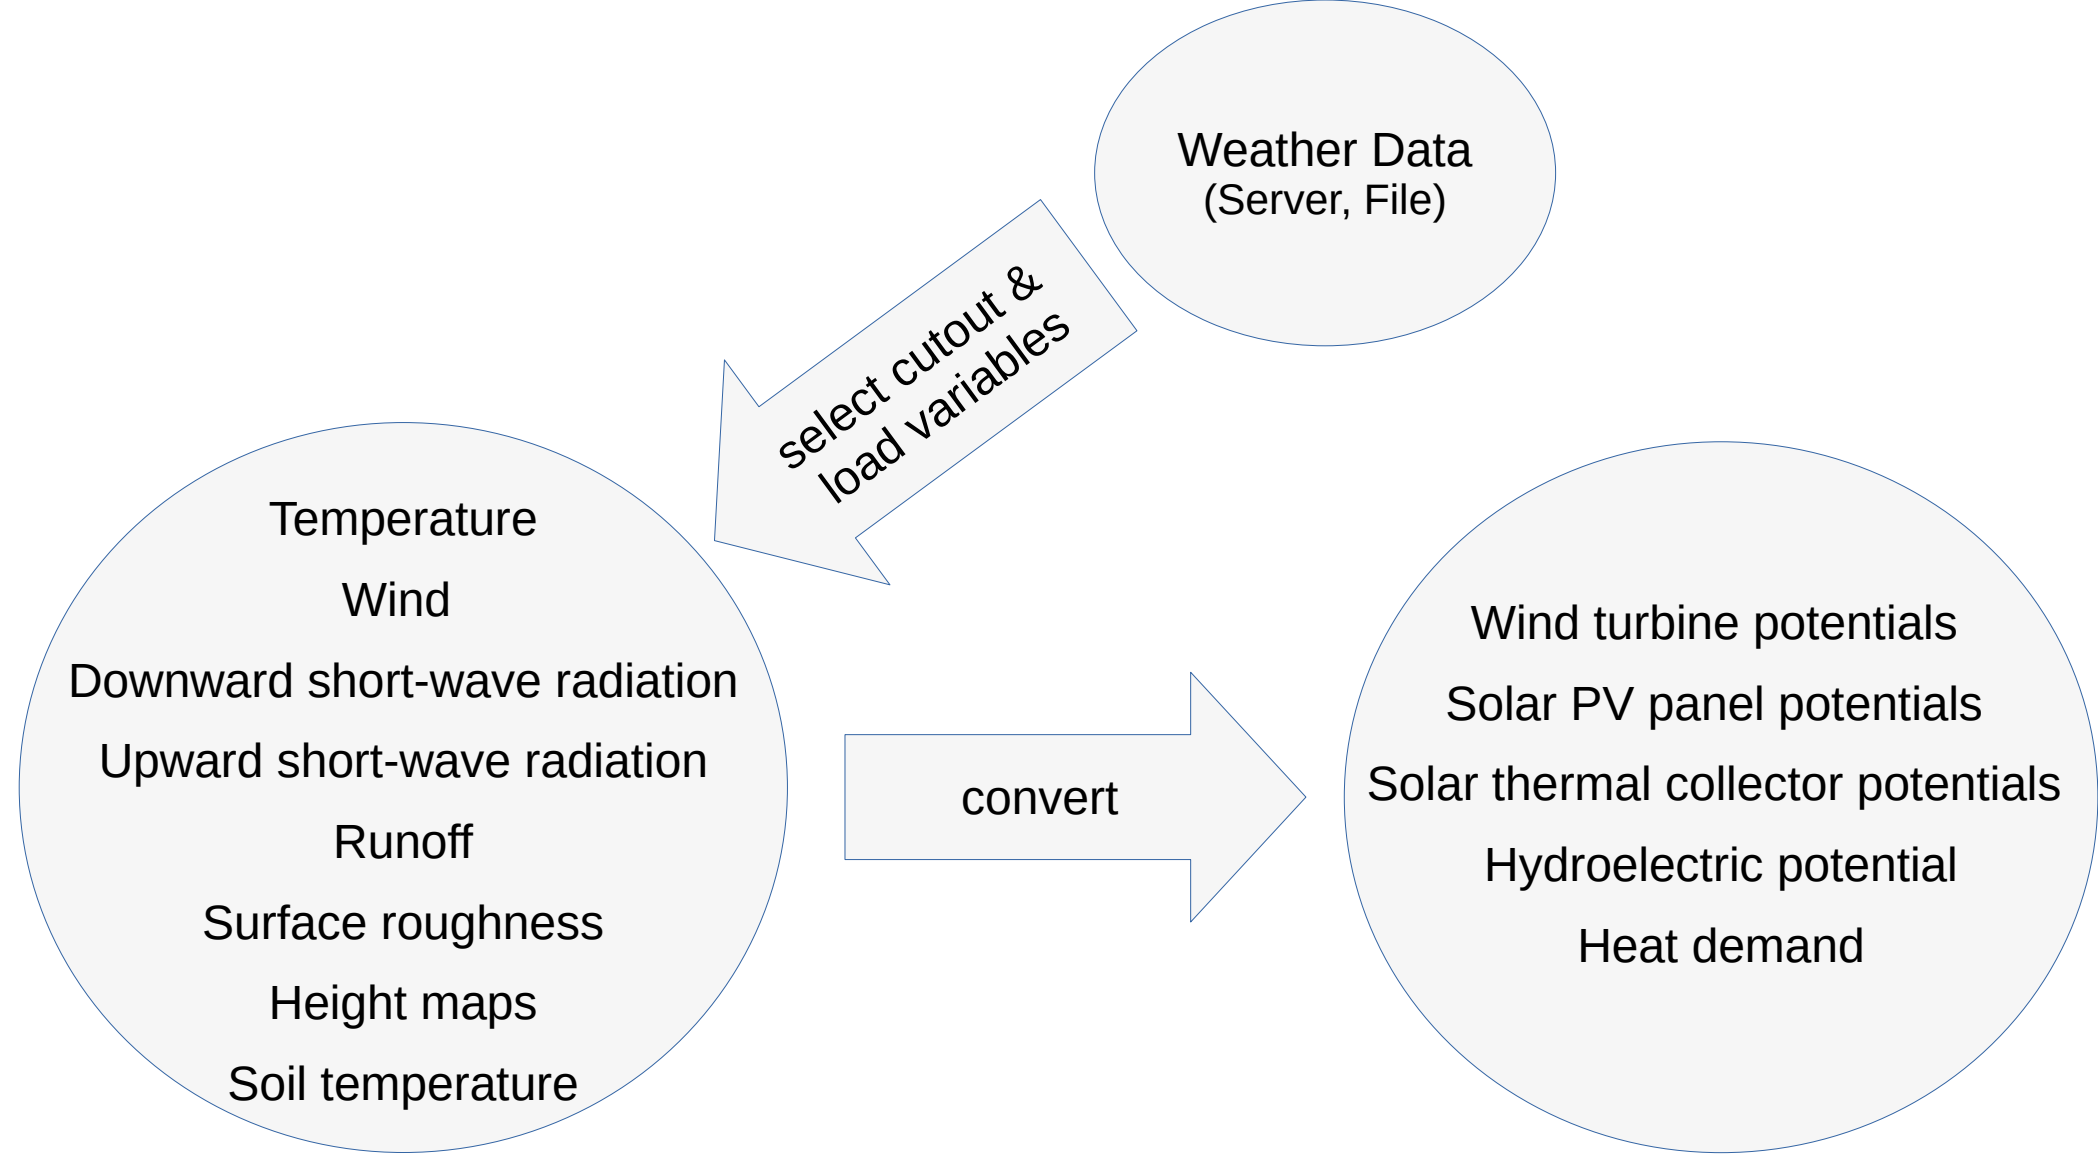 Weather Data
(Server, File)
select cutout &
load variables
Temperature
Wind
Downward short-wave radiation
Upward short-wave radiation
Runoff
Surface roughness
Height maps
Soil temperature
convert
Wind turbine potentials
Solar PV panel potentials
Solar thermal collector potentials
Hydroelectric potential
Heat demand